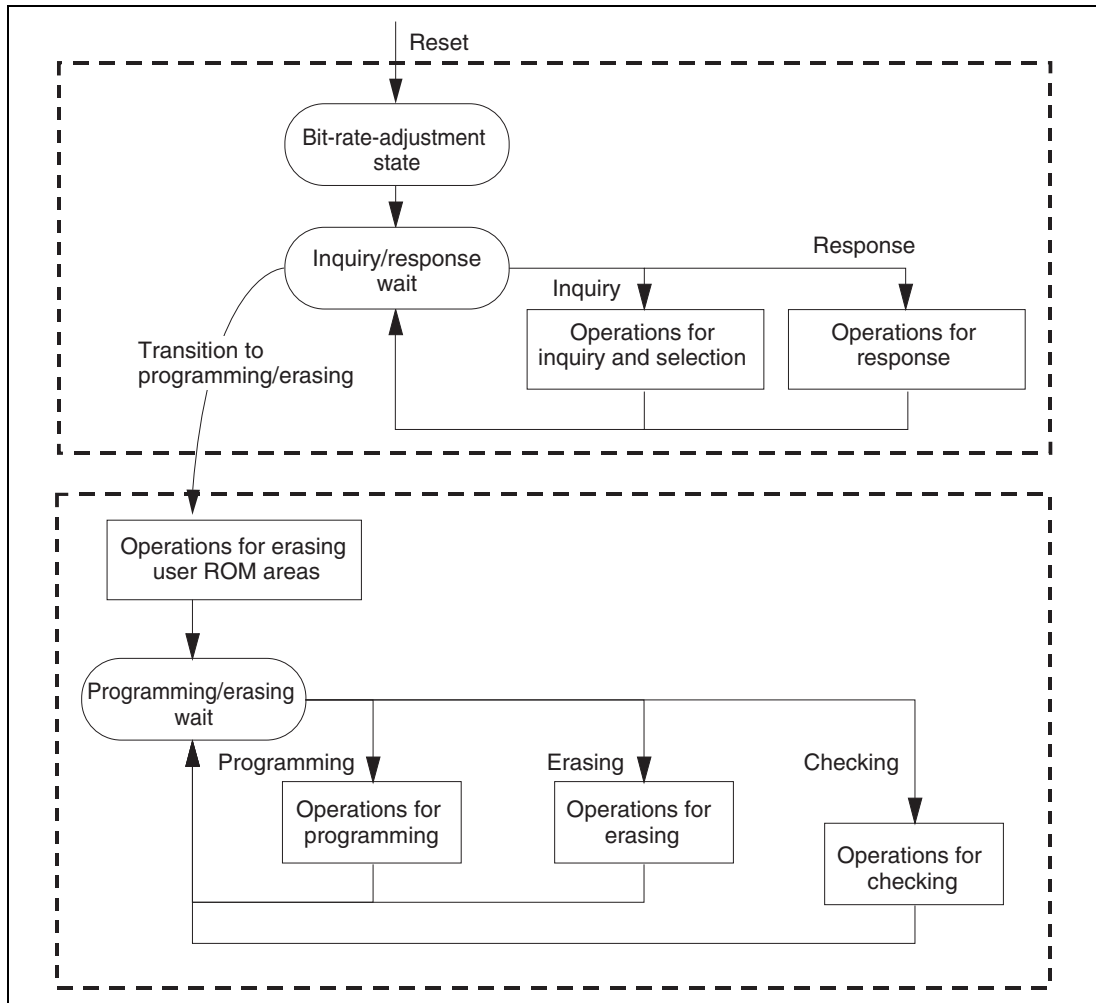 Reset
Bit-rate-adjustment
state
Inquiry/response
wait
Response
Inquiry
Operations for
inquiry and selection
Operations for
response
Transition to
programming/erasing
Operations for erasing
user ROM areas
Programming/erasing
wait
Programming
Erasing
Checking
Operations for
programming
Operations for
erasing
Operations for
checking